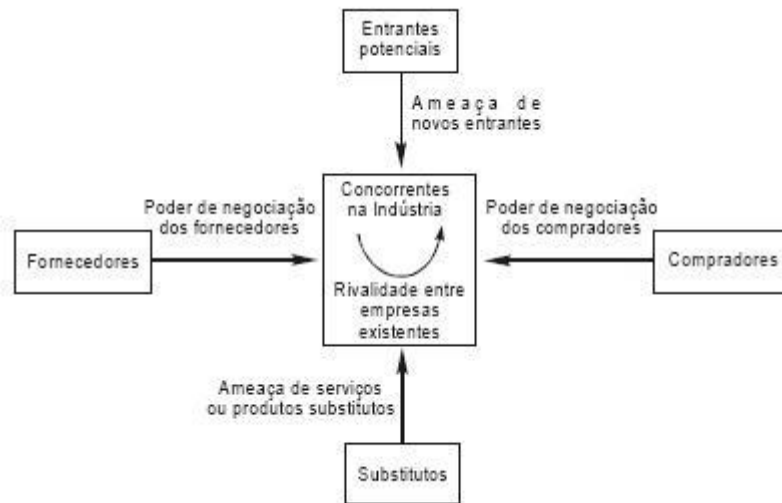 Entrantes
potenciais
Ameaça de
novos entrantes
Concorrentes
na Indústria
Poder de negociação
dos fornecedores
Poder de negociação
dos compradores
Fornecedores
Compradores
Rivalidade entre
empresas
existentes
Ameaça de serviços
ou produtos substitutos
Substitutos